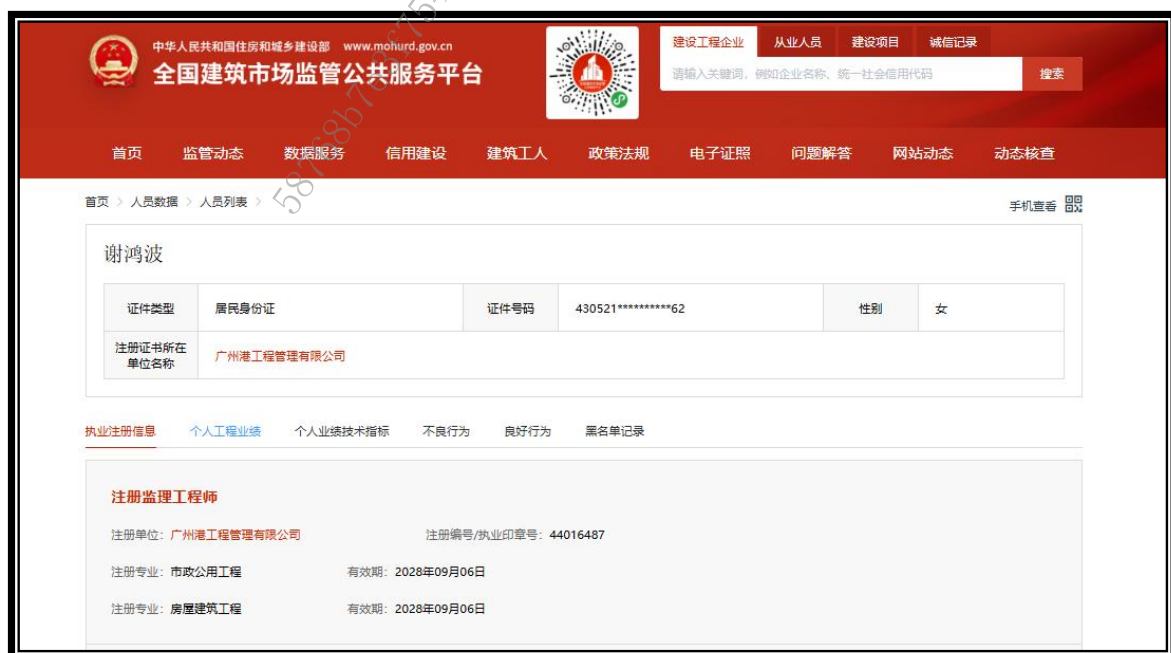 中华人民共和国住房和城乡建设部 www.mohurd.gov.cn
全国建筑市场监管公共服务平台
建设工程企业 从业人员 建设项目 诚信记录
请输入关键词，例如企业名称、统一社会信用代码 搜索
首页 监管动态 数据服务 信用建设 建筑工人 政策法规 电子证照 问题解答 网站动态 动态核查
首页 > 人员数据 > 人员列表 >
手机查看
谢鸿波
证件类型 居民身份证 证件号码 430521**********62 性别 女
注册证书所在
单位名称
广州港工程管理有限公司
执业注册信息 个人工程业绩 个人业绩技术指标 不良行为 良好行为 黑名单记录
注册监理工程师
注册单位：广州港工程管理有限公司 注册编号/执业印章号：44016487
注册专业：市政公用工程 有效期：2028年09月06日
注册专业：房屋建筑工程 有效期：2028年09月06日